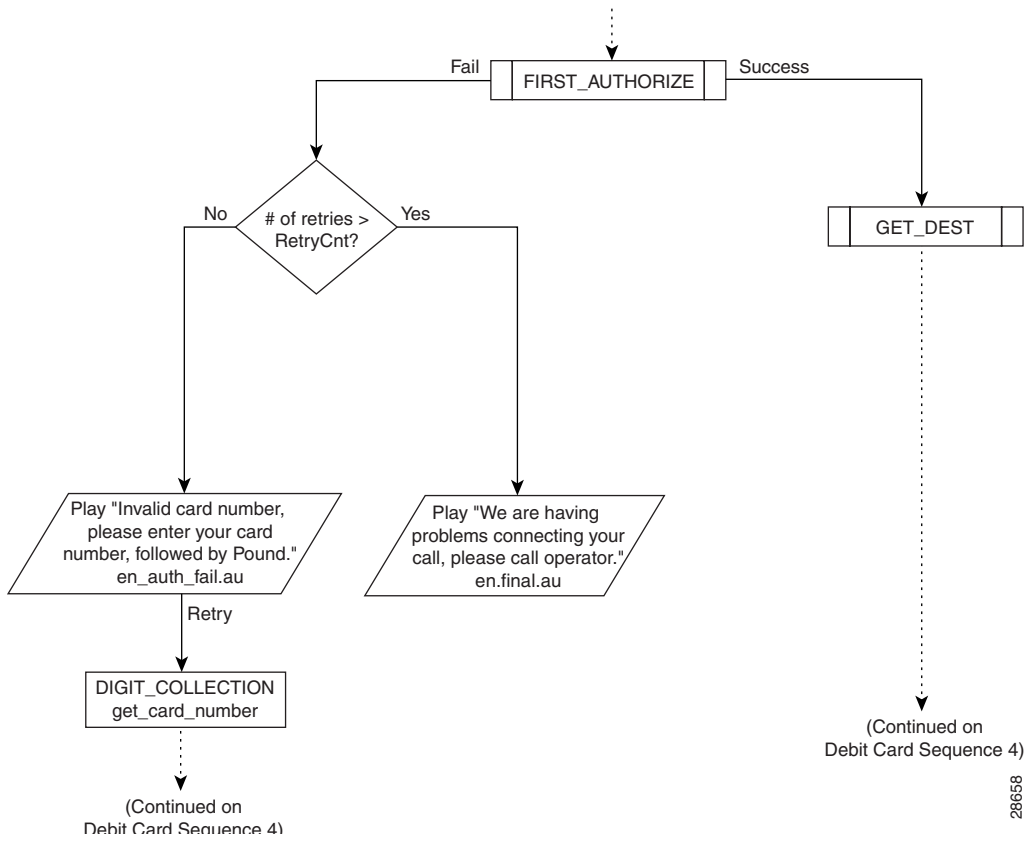 Fail
FIRST_AUTHORIZE
Success
No
# of retries >
RetryCnt?
Yes
GET_DEST
Play "Invalid card number,
please enter your card
number, followed by Pound."
en_auth_fail.au
Play "We are having
problems connecting your
call, please call operator."
en.final.au
Retry
DIGIT_COLLECTION
get_card_number
(Continued on
Debit Card Sequence 4)
(Continued on
Debit Card Sequence 4)
28658